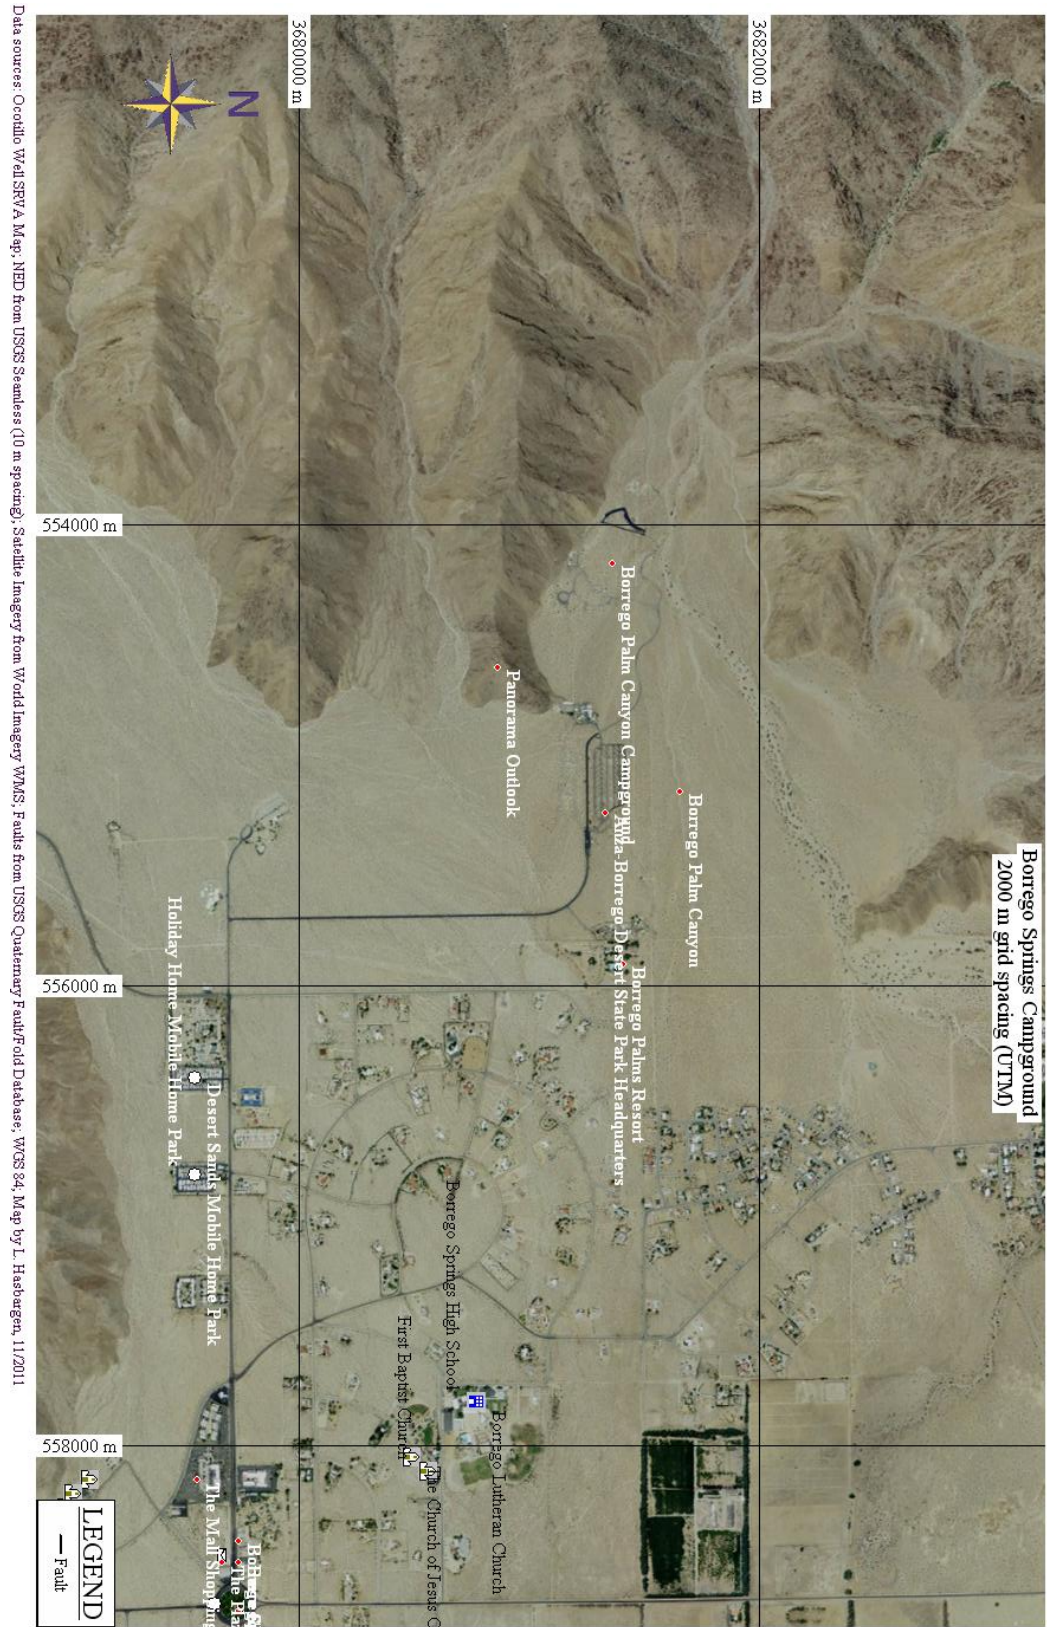 Borrego Springs Campground
2000 m grid spacing (UTM)
3682000 m
3680000 m
N
554000 m
556000 m
558000 m
Borrego Palm Canyon Campground
Borrego Palm Canyon
Anza-Borrego Desert State Park Headquarters
Borrego Palms Resort
Panorama Outlook
Desert Sands Mobile Home Park
Holiday Home Mobile Home Park
Borrego Springs High School
Borrego Lutheran Church
First Baptist Church
The Church of Jesus C
The Mall Shopping
LEGEND
Fault
Data sources: Ocotillo Well SRVA Map; NED from USGS Seamless (10 m spacing); Satellite Imagery from World Imagery WMS; Faults from USGS Quaternary Fault/Fold Database; WGS 84; Map by L. Hasbargen, 11/2011